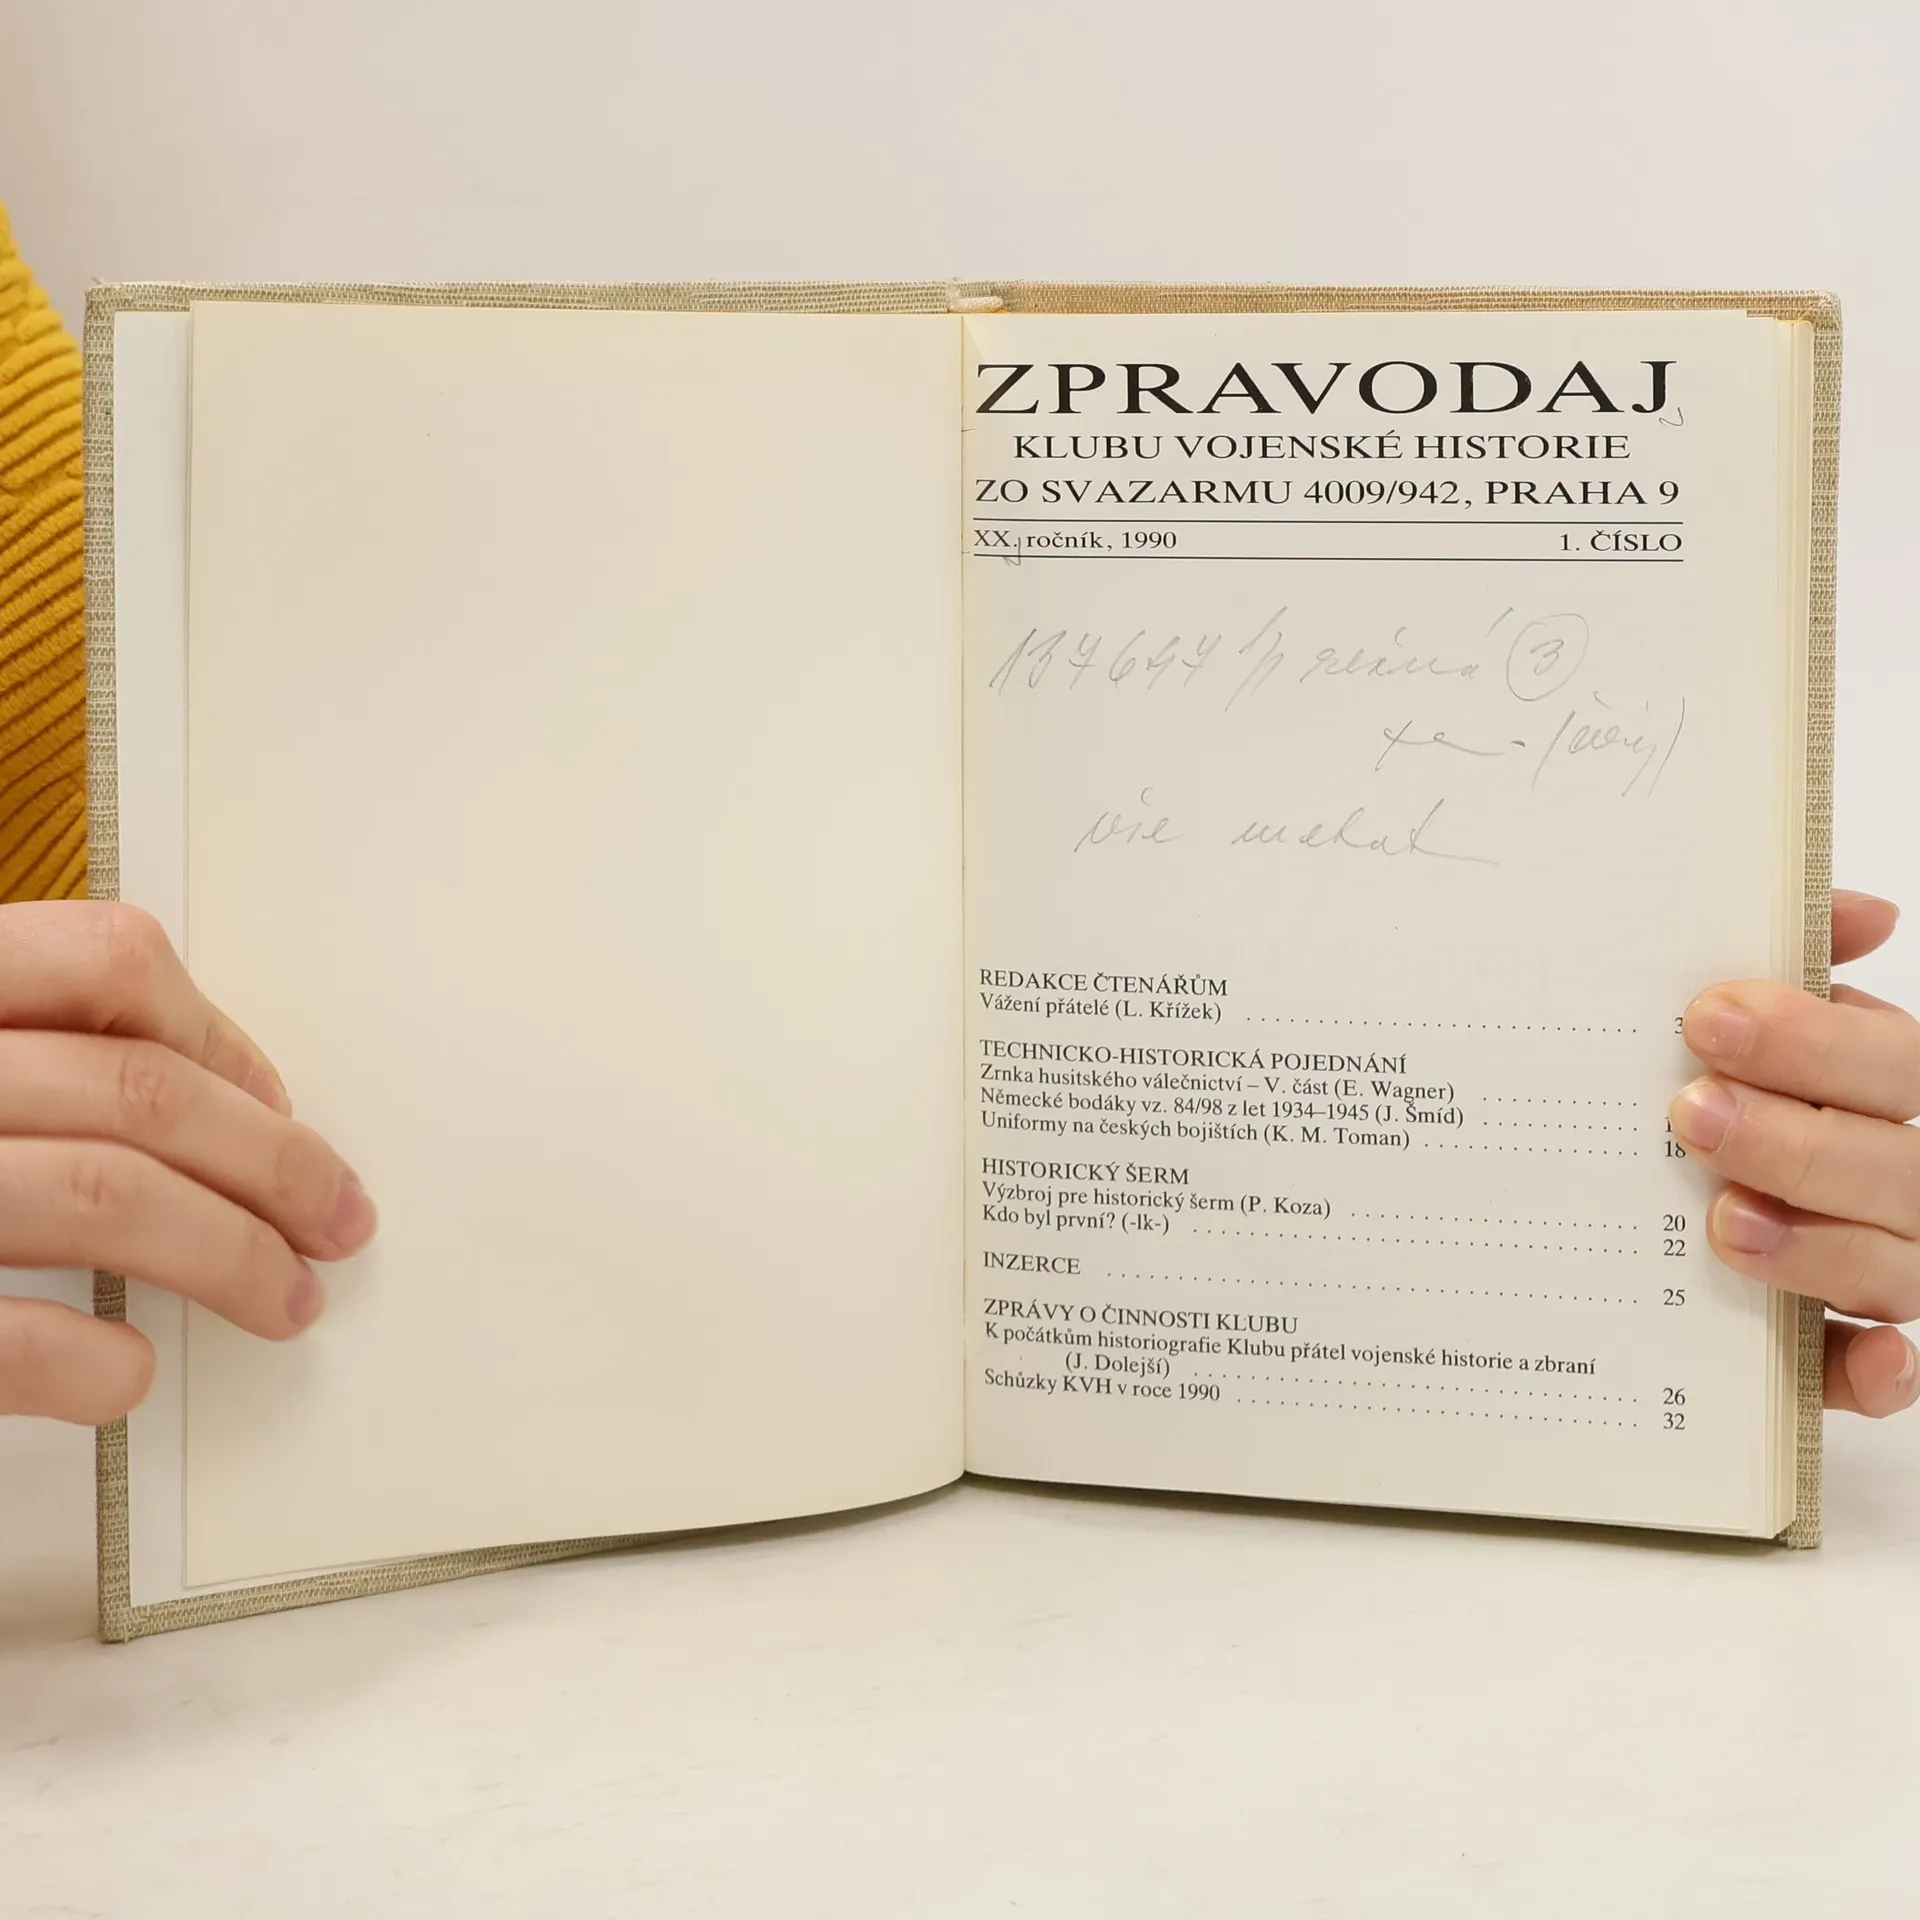 ZPRAVODAJ
KLUBU VOJENSKÉ HISTORIE
ZO SVAZARMU 4009/942, PRAHA 9
XX. ročník, 1990 1. ČÍSLO
3
vše
REDAKCE ČTENÁŘŮM
Vážení přátelé (L. Křížek) . . . . . . . . . . . . . . . . . . . . . . . . . . . . 3
TECHNICKO-HISTORICKÁ POJEDNÁNÍ
Zrnka husitského válečnictví – V. část (E. Wagner) . . . . . . . . . . .
Německé bodáky vz. 84/98 z let 1934–1945 (J. Šmíd) . . . . . . . . . . .
Uniformy na českých bojištích (K. M. Toman) . . . . . . . . . . . . . . . 18
HISTORICKÝ ŠERM
Výzbroj pre historický šerm (P. Koza) . . . . . . . . . . . . . . . . . . . . 20
Kdo byl první? (-lk-) . . . . . . . . . . . . . . . . . . . . . . . . . . . . . . . 22
INZERCE . . . . . . . . . . . . . . . . . . . . . . . . . . . . . . . . . . . . . 25
ZPRÁVY O ČINNOSTI KLUBU
K počátkům historiografie Klubu přátel vojenské historie a zbraní
(J. Dolejší) . . . . . . . . . . . . . . . . . . . . . . . . . . . . . . . 26
Schůzky KVH v roce 1990 . . . . . . . . . . . . . . . . . . . . . . . . . . . . 32